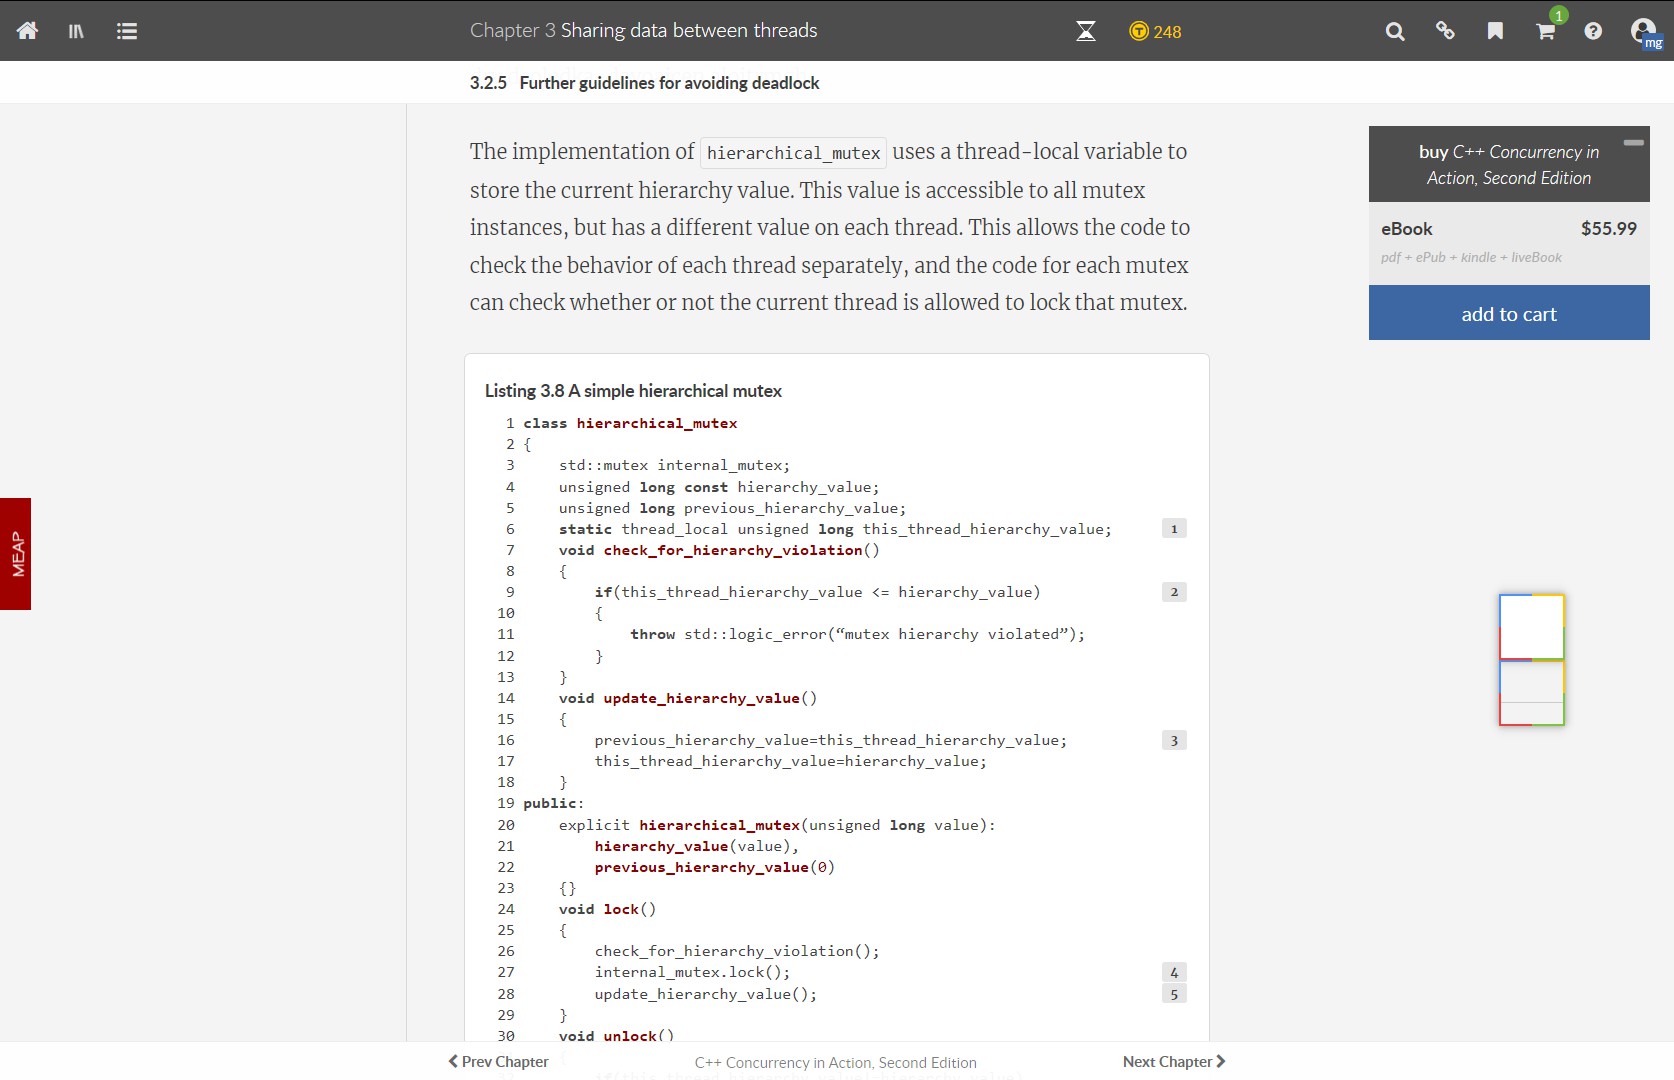 Chapter 3 Sharing data between threads
248
1
mg
3.2.5 Further guidelines for avoiding deadlock
The implementation of hierarchical_mutex uses a thread-local variable to
store the current hierarchy value. This value is accessible to all mutex
instances, but has a different value on each thread. This allows the code to
check the behavior of each thread separately, and the code for each mutex
can check whether or not the current thread is allowed to lock that mutex.
buy C++ Concurrency in
Action, Second Edition
eBook $55.99
pdf + ePub + kindle + liveBook
add to cart
MEAP
Listing 3.8 A simple hierarchical mutex
1 class hierarchical_mutex
2 {
3     std::mutex internal_mutex;
4     unsigned long const hierarchy_value;
5     unsigned long previous_hierarchy_value;
6     static thread_local unsigned long this_thread_hierarchy_value; 1
7     void check_for_hierarchy_violation()
8     {
9         if(this_thread_hierarchy_value <= hierarchy_value) 2
10         {
11             throw std::logic_error(“mutex hierarchy violated”);
12         }
13     }
14     void update_hierarchy_value()
15     {
16         previous_hierarchy_value=this_thread_hierarchy_value; 3
17         this_thread_hierarchy_value=hierarchy_value;
18     }
19 public:
20     explicit hierarchical_mutex(unsigned long value):
21         hierarchy_value(value),
22         previous_hierarchy_value(0)
23     {}
24     void lock()
25     {
26         check_for_hierarchy_violation();
27         internal_mutex.lock(); 4
28         update_hierarchy_value(); 5
29     }
30     void unlock()
Prev Chapter
C++ Concurrency in Action, Second Edition
Next Chapter